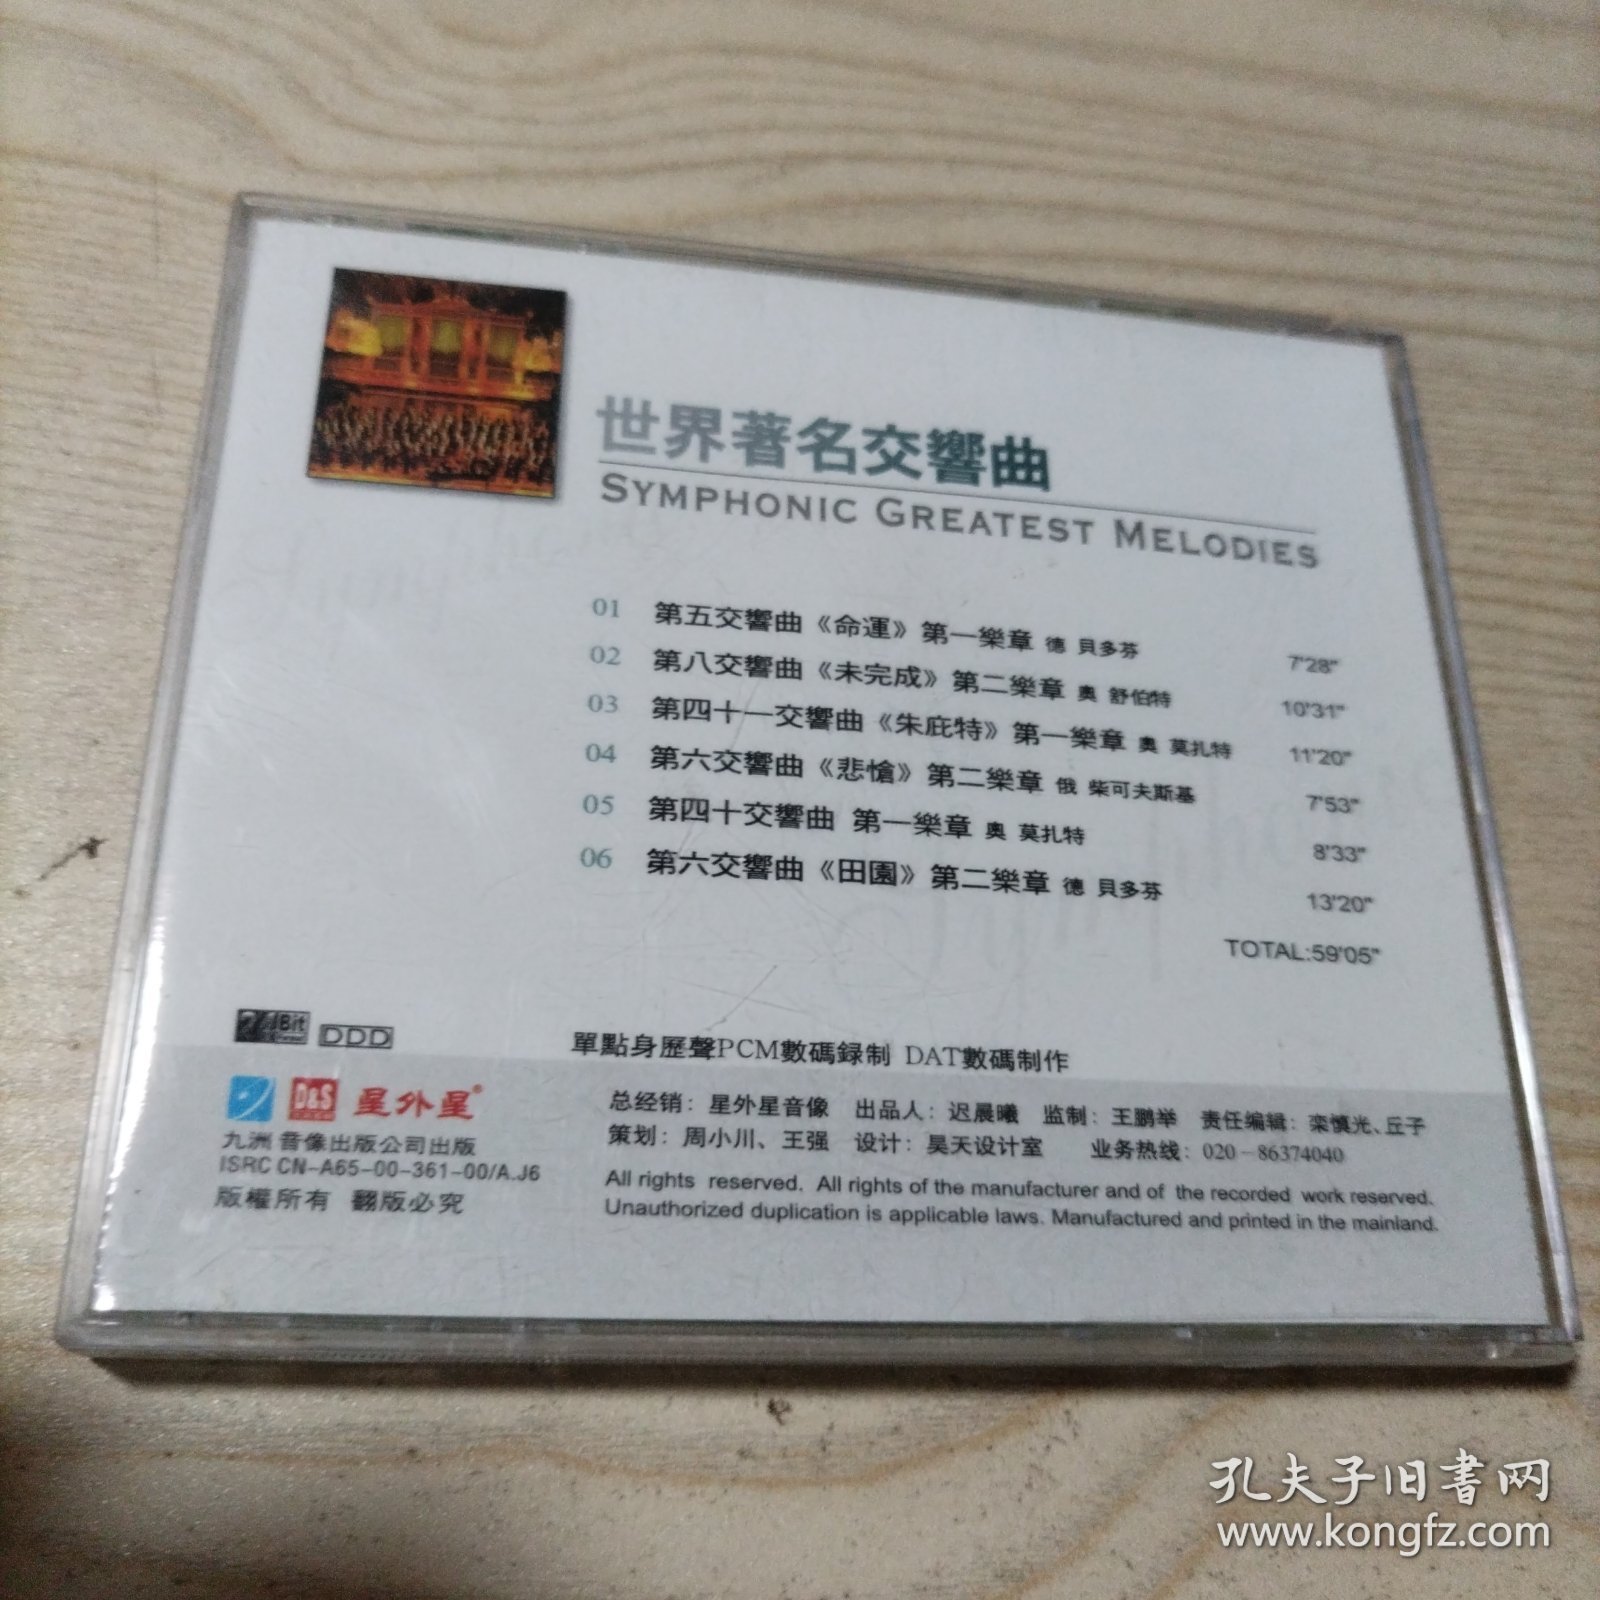 世界著名交響曲
SYMPHONIC GREATEST MELODIES
01 第五交響曲《命運》第一樂章 德 貝多芬 7'28"
02 第八交響曲《未完成》第二樂章 奥 舒伯特 10'31"
03 第四十一交響曲《朱庇特》第一樂章 奥 莫扎特 11'20"
04 第六交響曲《悲愴》第二樂章 俄 柴可夫斯基 7'53"
05 第四十交響曲 第一樂章 奥 莫扎特 8'33"
06 第六交響曲《田園》第二樂章 德 貝多芬 13'20"
TOTAL:59'05"
24Bit
DDD
單點身歷聲PCM數碼録制 DAT數碼制作
D&S 星外星®
九洲音像出版公司出版
ISRC CN-A65-00-361-00/A.J6
版權所有 翻版必究
总经销：星外星音像 出品人：迟晨曦 监制：王鹏举 责任编辑：栾慎光、丘子
策划：周小川、王强 设计：昊天设计室 业务热线：020-86374040
All rights reserved. All rights of the manufacturer and of the recorded work reserved.
Unauthorized duplication is applicable laws. Manufactured and printed in the mainland.
孔夫子旧書网
www.kongfz.com